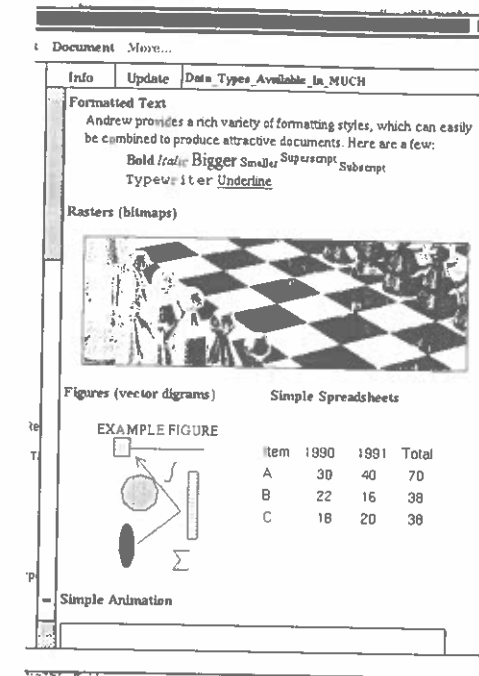 Document More...
Info Update Data_Types_Available_In_MUCH
Formatted Text
Andrew provides a rich variety of formatting styles, which can easily
be combined to produce attractive documents. Here are a few:
Bold Italic Bigger Smaller Superscript Subscript
Typewriter Underline
Rasters (bitmaps)
Figures (vector digrams) Simple Spreadsheets
EXAMPLE FIGURE
Item 1990 1991 Total
A 30 40 70
B 22 16 38
C 18 20 38
∫
Σ
Simple Animation